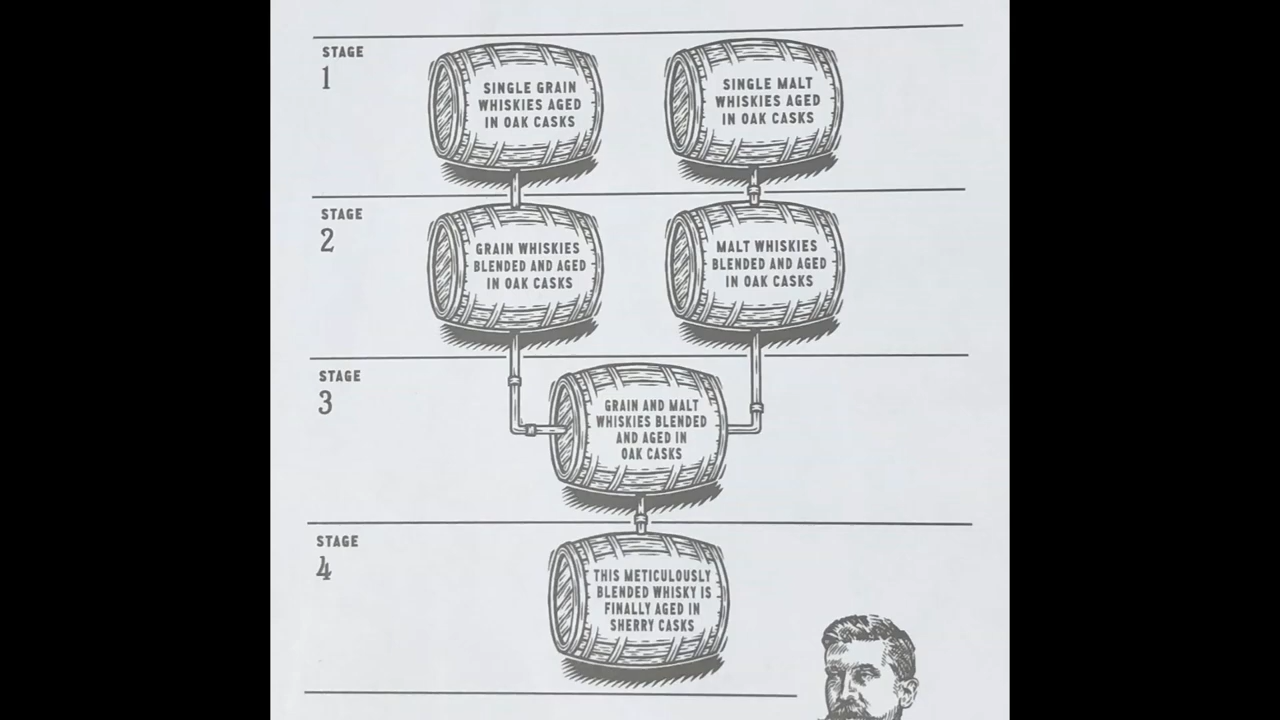 STAGE
1
SINGLE GRAIN
WHISKIES AGED
IN OAK CASKS
SINGLE MALT
WHISKIES AGED
IN OAK CASKS
STAGE
2
GRAIN WHISKIES
BLENDED AND AGED
IN OAK CASKS
MALT WHISKIES
BLENDED AND AGED
IN OAK CASKS
STAGE
3
GRAIN AND MALT
WHISKIES BLENDED
AND AGED IN
OAK CASKS
STAGE
4
THIS METICULOUSLY
BLENDED WHISKY IS
FINALLY AGED IN
SHERRY CASKS